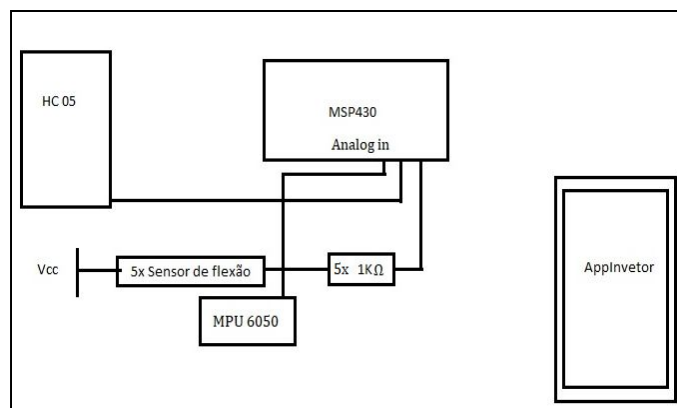 HC 05
MSP430
Analog in
Vcc
5x Sensor de flexão
5x 1KΩ
AppInvetor
MPU 6050